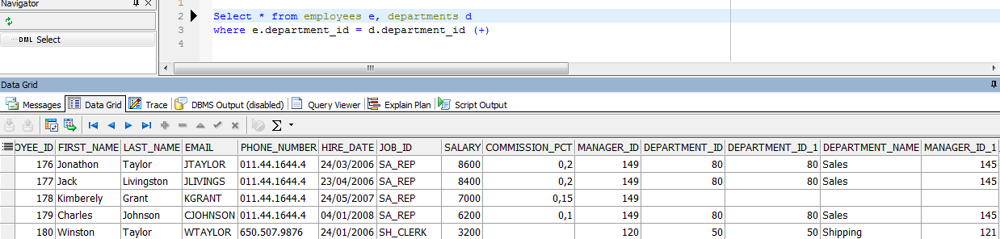 Navigator
DML Select
1
2 Select * from employees e, departments d
3 where e.department_id = d.department_id (+)
4
Data Grid
Messages Data Grid Trace DBMS Output (disabled) Query Viewer Explain Plan Script Output
OYEE_ID FIRST_NAME LAST_NAME EMAIL PHONE_NUMBER HIRE_DATE JOB_ID SALARY COMMISSION_PCT MANAGER_ID DEPARTMENT_ID DEPARTMENT_ID_1 DEPARTMENT_NAME MANAGER_ID_1
176 Jonathon Taylor JTAYLOR 011.44.1644.4 24/03/2006 SA_REP 8600 0,2 149 80 80 Sales 145
177 Jack Livingston JLIVINGS 011.44.1644.4 23/04/2006 SA_REP 8400 0,2 149 80 80 Sales 145
178 Kimberely Grant KGRANT 011.44.1644.4 24/05/2007 SA_REP 7000 0,15 149
179 Charles Johnson CJOHNSON 011.44.1644.4 04/01/2008 SA_REP 6200 0,1 149 80 80 Sales 145
180 Winston Taylor WTAYLOR 650.507.9876 24/01/2006 SH_CLERK 3200 120 50 50 Shipping 121